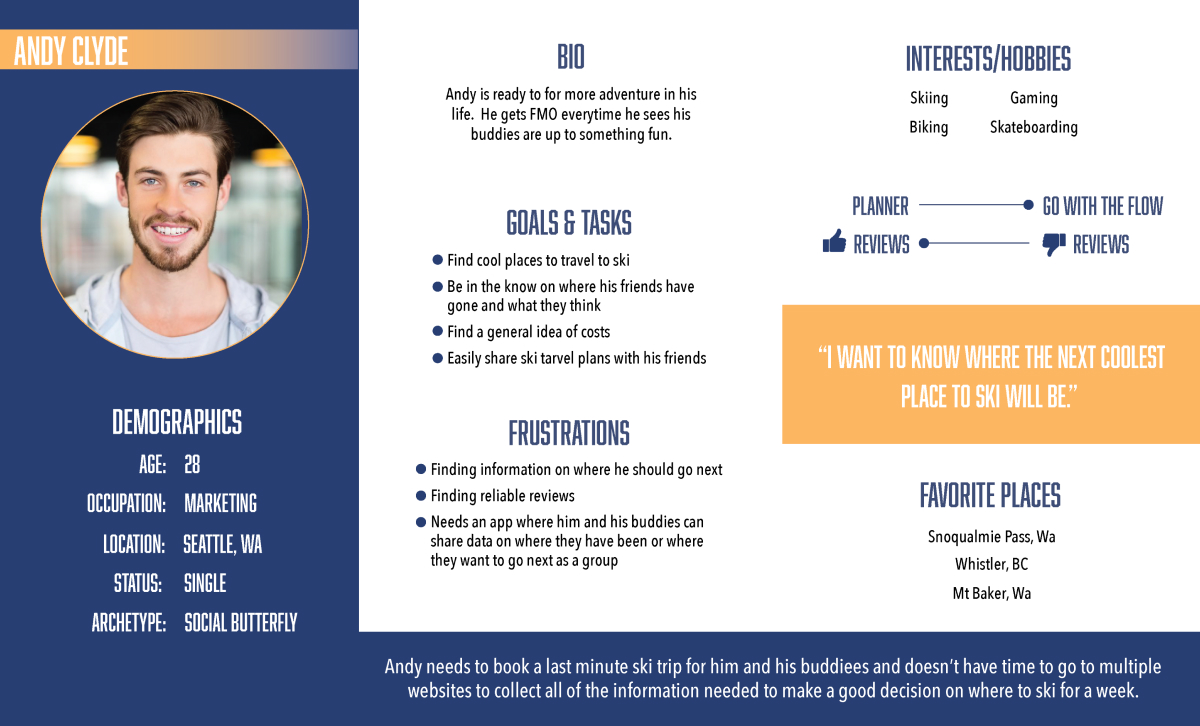 ANDY CLYDE
DEMOGRAPHICS
AGE: 28
OCCUPATION: MARKETING
LOCATION: SEATTLE, WA
STATUS: SINGLE
ARCHETYPE: SOCIAL BUTTERFLY
BIO
Andy is ready to for more adventure in his
life. He gets FMO everytime he sees his
buddies are up to something fun.
GOALS & TASKS
Find cool places to travel to ski
Be in the know on where his friends have
gone and what they think
Find a general idea of costs
Easily share ski tarvel plans with his friends
FRUSTRATIONS
Finding information on where he should go next
Finding reliable reviews
Needs an app where him and his buddies can
share data on where they have been or where
they want to go next as a group
INTERESTS/HOBBIES
Skiing Gaming
Biking Skateboarding
PLANNER GO WITH THE FLOW
REVIEWS REVIEWS
“I WANT TO KNOW WHERE THE NEXT COOLEST
PLACE TO SKI WILL BE.”
FAVORITE PLACES
Snoqualmie Pass, Wa
Whistler, BC
Mt Baker, Wa
Andy needs to book a last minute ski trip for him and his buddiees and doesn’t have time to go to multiple
websites to collect all of the information needed to make a good decision on where to ski for a week.